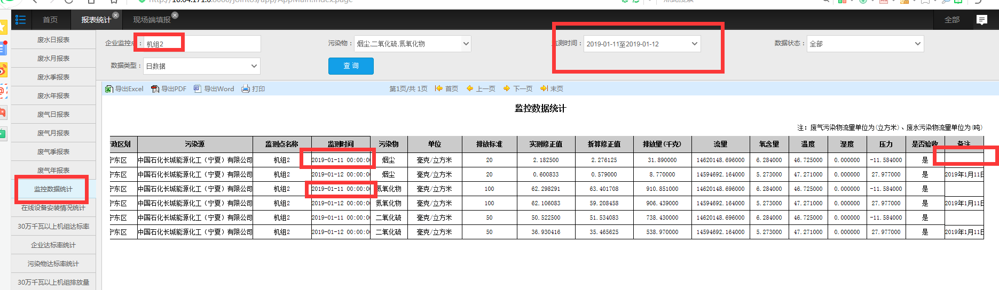 首页
报表统计
现场端填报
全部
废水日报表
废水月报表
废水季报表
废水年报表
废气日报表
废气月报表
废气季报表
废气年报表
监控数据统计
在线设备安装情况统计
30万千瓦以上机组达标率
企业达标率统计
污染物达标率统计
30万千瓦以上机组排放量
企业监控点： 机组2
污染物： 烟尘,二氧化硫,氮氧化物
监测时间： 2019-01-11至2019-01-12
数据状态： 全部
数据类型： 日数据
查 询
导出Excel 导出PDF 导出Word 打印 第1页/共 1页 首页 上一页 下一页 末页
监控数据统计
注：废气污染物流量单位为(立方米)、废水污染物流量单位为(吨)
政区划 污染源 监测点名称 监测时间 污染物 单位 排放标准 实测修正值 折算修正值 排放量(千克) 流量 氧含量 温度 湿度 压力 是否验收 备注
宁东区 中国石化长城能源化工（宁夏）有限公司 机组2 2019-01-11 00:00:0 烟尘 毫克/立方米 20 2.182500 2.276125 31.890000 14620148.696000 6.284000 46.725000 0.000000 -11.584000 是
宁东区 中国石化长城能源化工（宁夏）有限公司 机组2 2019-01-12 00:00:0 烟尘 毫克/立方米 20 0.600833 0.579000 8.770000 14594692.164000 5.273000 47.271000 0.000000 27.977000 是 2019年1月11日
宁东区 中国石化长城能源化工（宁夏）有限公司 机组2 2019-01-11 00:00:0 氮氧化物 毫克/立方米 100 62.298291 63.401708 910.851000 14620148.696000 6.284000 46.725000 0.000000 -11.584000 是
宁东区 中国石化长城能源化工（宁夏）有限公司 机组2 2019-01-12 00:00:0 氮氧化物 毫克/立方米 100 62.106083 59.208458 906.439000 14594692.164000 5.273000 47.271000 0.000000 27.977000 是 2019年1月11日
宁东区 中国石化长城能源化工（宁夏）有限公司 机组2 2019-01-11 00:00:0 二氧化硫 毫克/立方米 50 50.522500 51.534083 738.430000 14620148.696000 6.284000 46.725000 0.000000 -11.584000 是
宁东区 中国石化长城能源化工（宁夏）有限公司 机组2 2019-01-12 00:00:0 二氧化硫 毫克/立方米 50 36.930416 35.465625 538.970000 14594692.164000 5.273000 47.271000 0.000000 27.977000 是 2019年1月11日